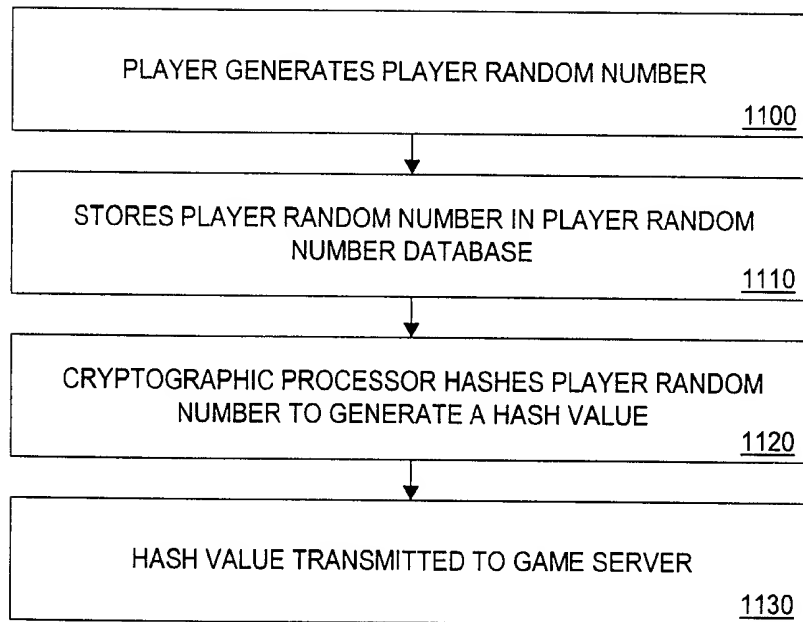 PLAYER GENERATES PLAYER RANDOM NUMBER
1100
STORES PLAYER RANDOM NUMBER IN PLAYER RANDOM
NUMBER DATABASE
1110
CRYPTOGRAPHIC PROCESSOR HASHES PLAYER RANDOM
NUMBER TO GENERATE A HASH VALUE
1120
HASH VALUE TRANSMITTED TO GAME SERVER
1130